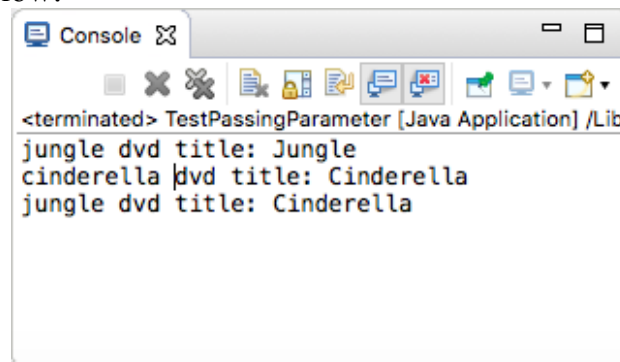 Console
<terminated> TestPassingParameter [Java Application] /Lib
jungle dvd title: Jungle
cinderella dvd title: Cinderella
jungle dvd title: Cinderella